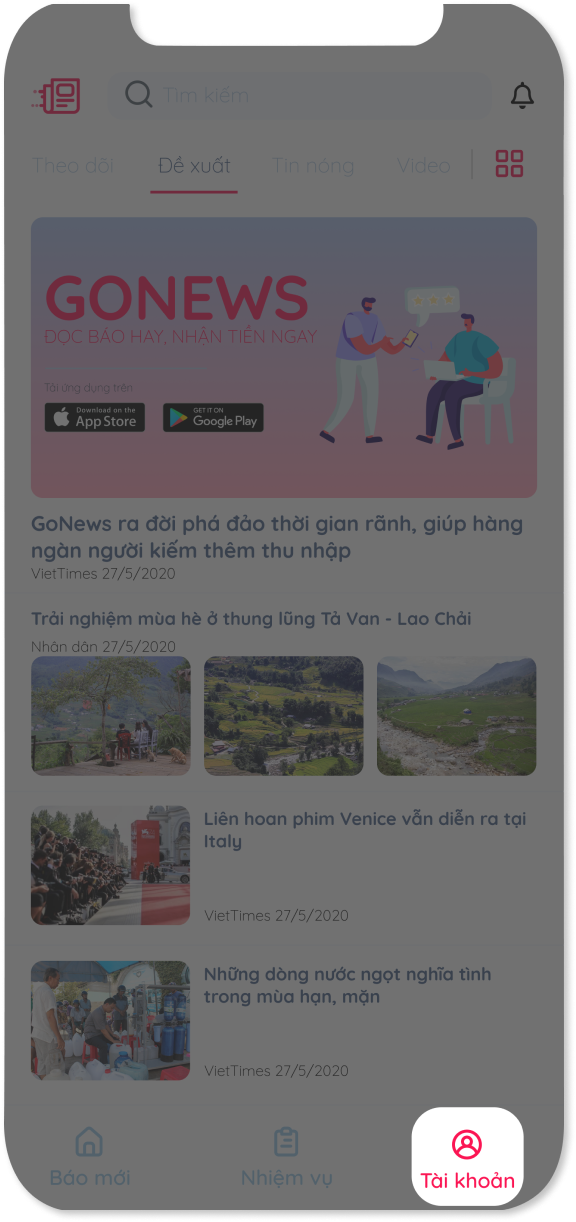 Tìm kiếm
Theo dõi Đề xuất Tin nóng Video
GONEWS
ĐỌC BÁO HAY, NHẬN TIỀN NGAY
Tải ứng dụng trên
Download on the
App Store
GET IT ON
Google Play
GoNews ra đời phá đảo thời gian rãnh, giúp hàng
ngàn người kiếm thêm thu nhập
VietTimes 27/5/2020
Trải nghiệm mùa hè ở thung lũng Tả Van - Lao Chải
Nhân dân 27/5/2020
Liên hoan phim Venice vẫn diễn ra tại
Italy
VietTimes 27/5/2020
Những dòng nước ngọt nghĩa tình
trong mùa hạn, mặn
VietTimes 27/5/2020
Báo mới Nhiệm vụ Tài khoản